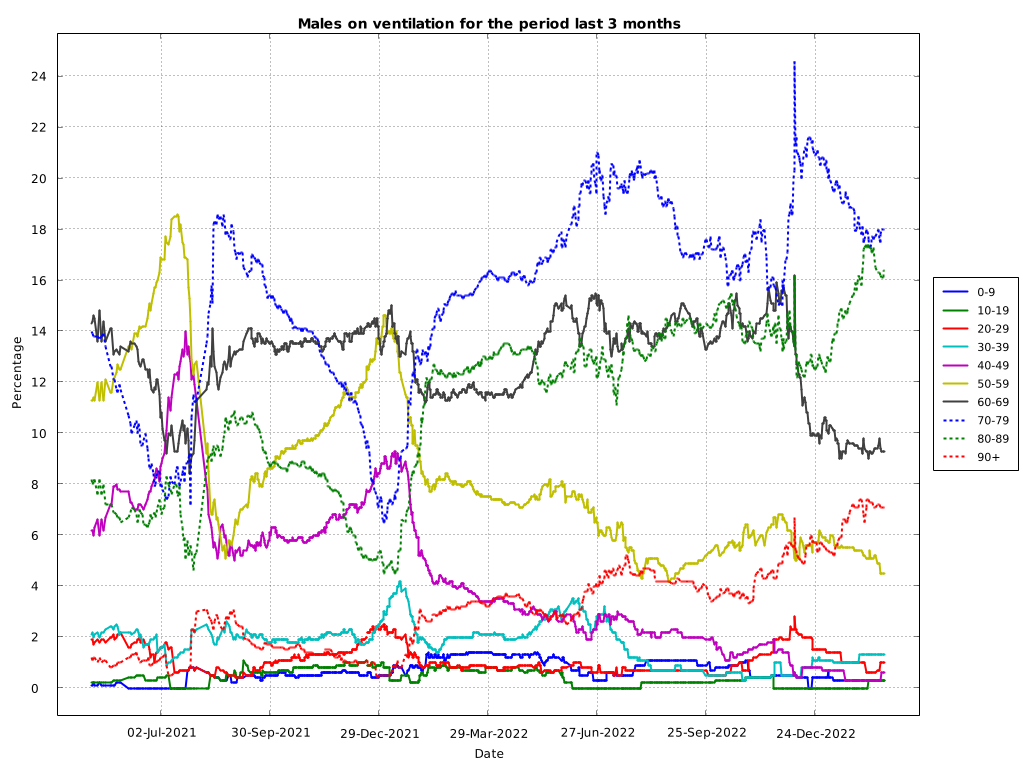 Males on ventilation for the period last 3 months
Percentage
24
22
20
18
16
14
12
10
8
6
4
2
0
02-Jul-2021
30-Sep-2021
29-Dec-2021
29-Mar-2022
27-Jun-2022
25-Sep-2022
24-Dec-2022
Date
0-9
10-19
20-29
30-39
40-49
50-59
60-69
70-79
80-89
90+